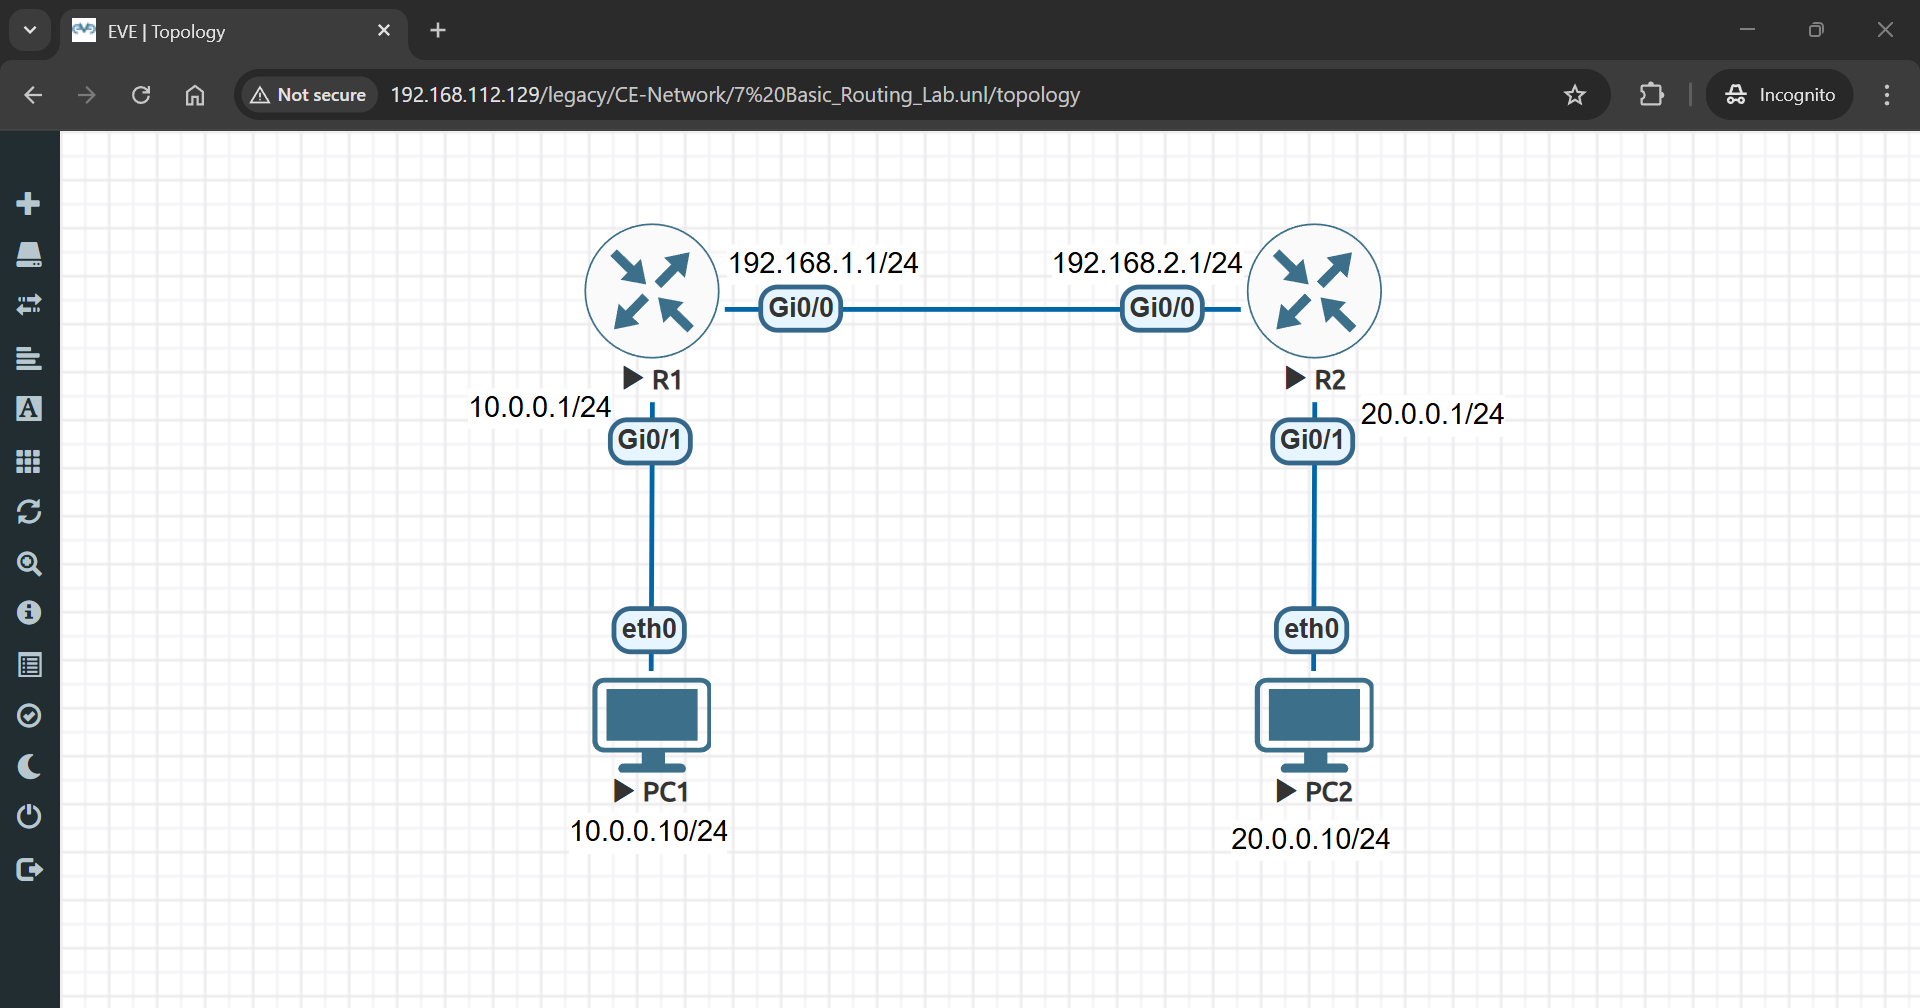 EVE | Topology
Not secure
192.168.112.129/legacy/CE-Network/7%20Basic_Routing_Lab.unl/topology
Incognito
192.168.1.1/24
192.168.2.1/24
Gi0/0
Gi0/0
R1
R2
10.0.0.1/24
20.0.0.1/24
Gi0/1
Gi0/1
eth0
eth0
PC1
PC2
10.0.0.10/24
20.0.0.10/24